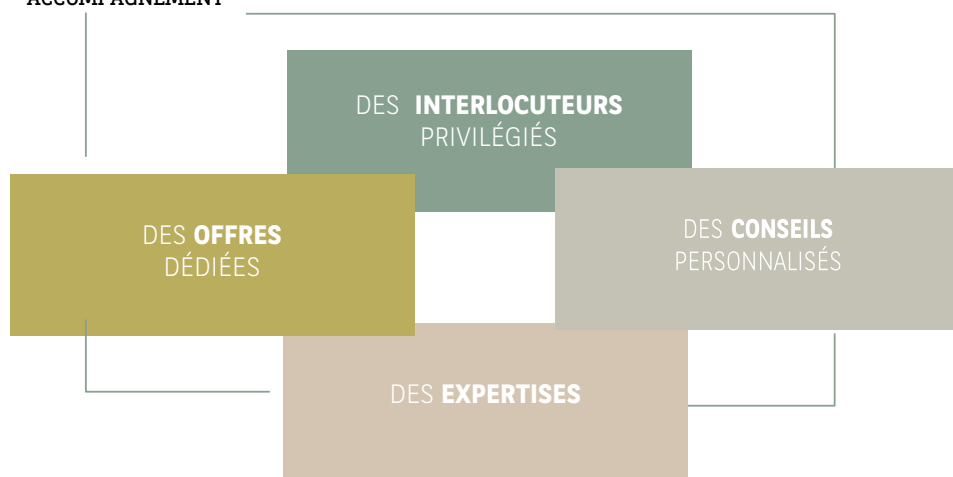 ACCOMPAGNEMENT
DES INTERLOCUTEURS
PRIVILÉGIÉS
DES OFFRES
DÉDIÉES
DES CONSEILS
PERSONNALISÉS
DES EXPERTISES